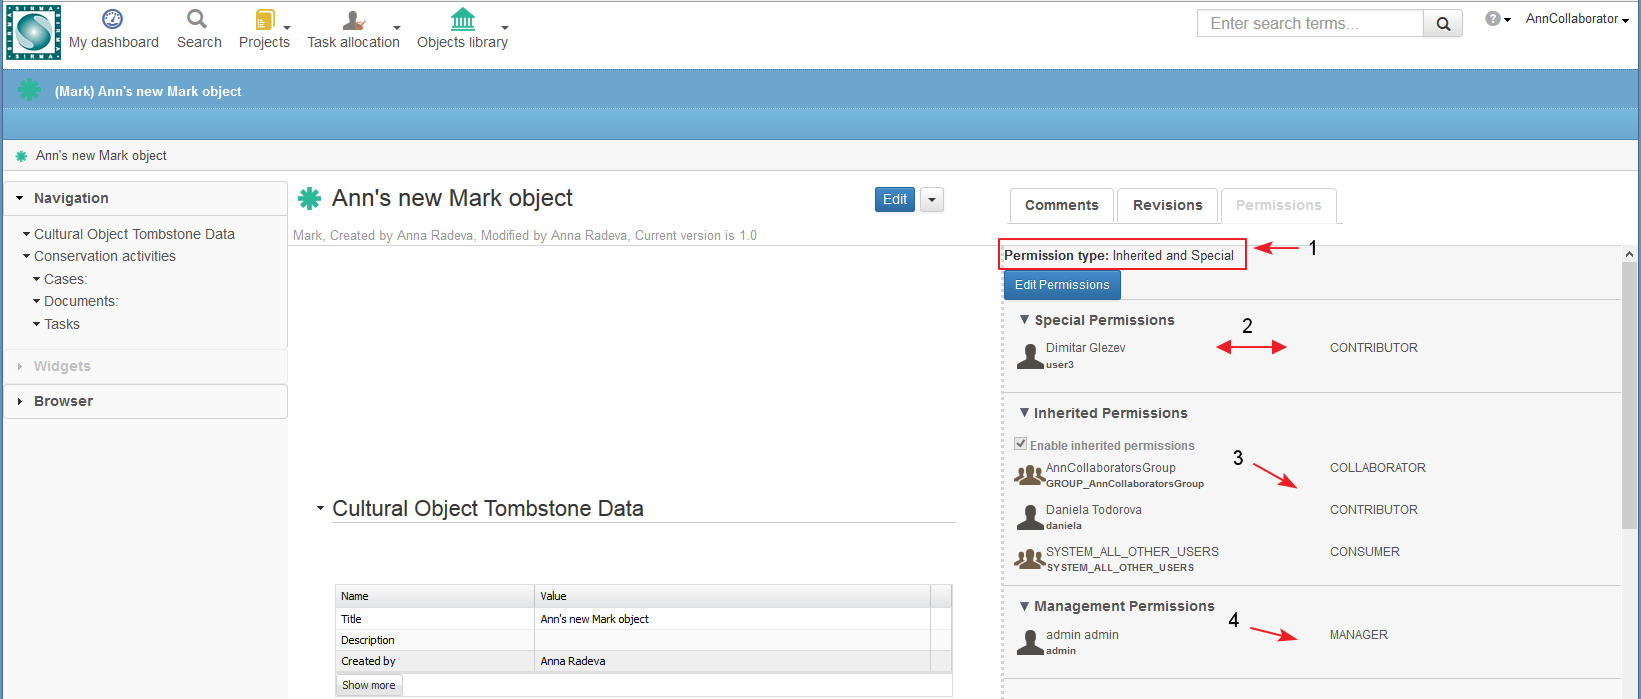 SIRMA
SIRMA
SIRMA
SIRMA
My dashboard
Search
Projects
Task allocation
Objects library
Enter search terms...
?
AnnCollaborator
(Mark) Ann's new Mark object
Ann's new Mark object
Navigation
Cultural Object Tombstone Data
Conservation activities
Cases:
Documents:
Tasks
Widgets
Browser
Ann's new Mark object
Edit
Mark, Created by Anna Radeva, Modified by Anna Radeva, Current version is 1.0
Cultural Object Tombstone Data
Name Value
Title Ann's new Mark object
Description
Created by Anna Radeva
Show more
Comments Revisions Permissions
Permission type: Inherited and Special
1
Edit Permissions
Special Permissions
2
Dimitar Glezev CONTRIBUTOR
user3
Inherited Permissions
Enable inherited permissions
3
AnnCollaboratorsGroup COLLABORATOR
GROUP_AnnCollaboratorsGroup
Daniela Todorova CONTRIBUTOR
daniela
SYSTEM_ALL_OTHER_USERS CONSUMER
SYSTEM_ALL_OTHER_USERS
Management Permissions
4
admin admin MANAGER
admin